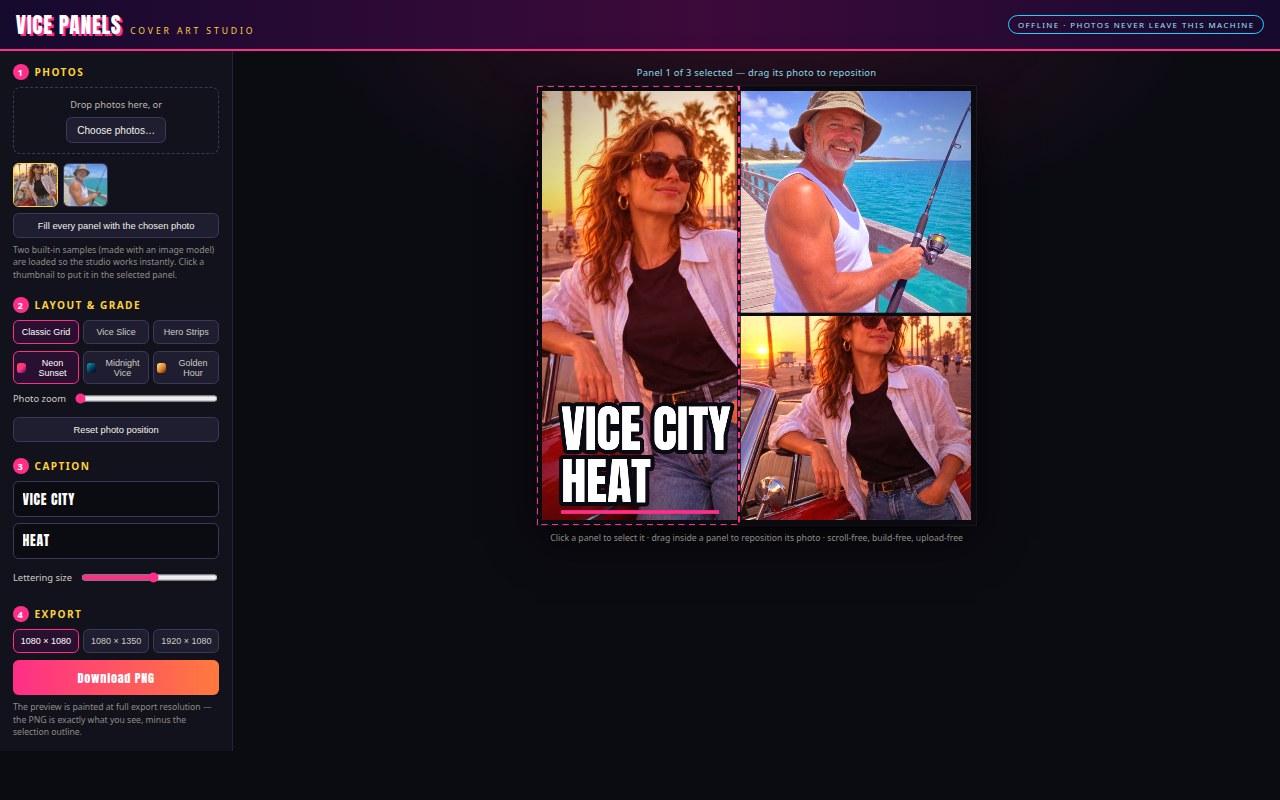 VICE PANELS COVER ART STUDIO
OFFLINE · PHOTOS NEVER LEAVE THIS MACHINE
1 PHOTOS
Drop photos here, or
Choose photos…
Fill every panel with the chosen photo
Two built-in samples (made with an image model)
are loaded so the studio works instantly. Click a
thumbnail to put it in the selected panel.
2 LAYOUT & GRADE
Classic Grid
Vice Slice
Hero Strips
Neon
Sunset
Midnight
Vice
Golden
Hour
Photo zoom
Reset photo position
3 CAPTION
VICE CITY
HEAT
Lettering size
4 EXPORT
1080 × 1080
1080 × 1350
1920 × 1080
Download PNG
The preview is painted at full export resolution —
the PNG is exactly what you see, minus the
selection outline.
Panel 1 of 3 selected — drag its photo to reposition
VICE CITY
HEAT
Click a panel to select it · drag inside a panel to reposition its photo · scroll-free, build-free, upload-free